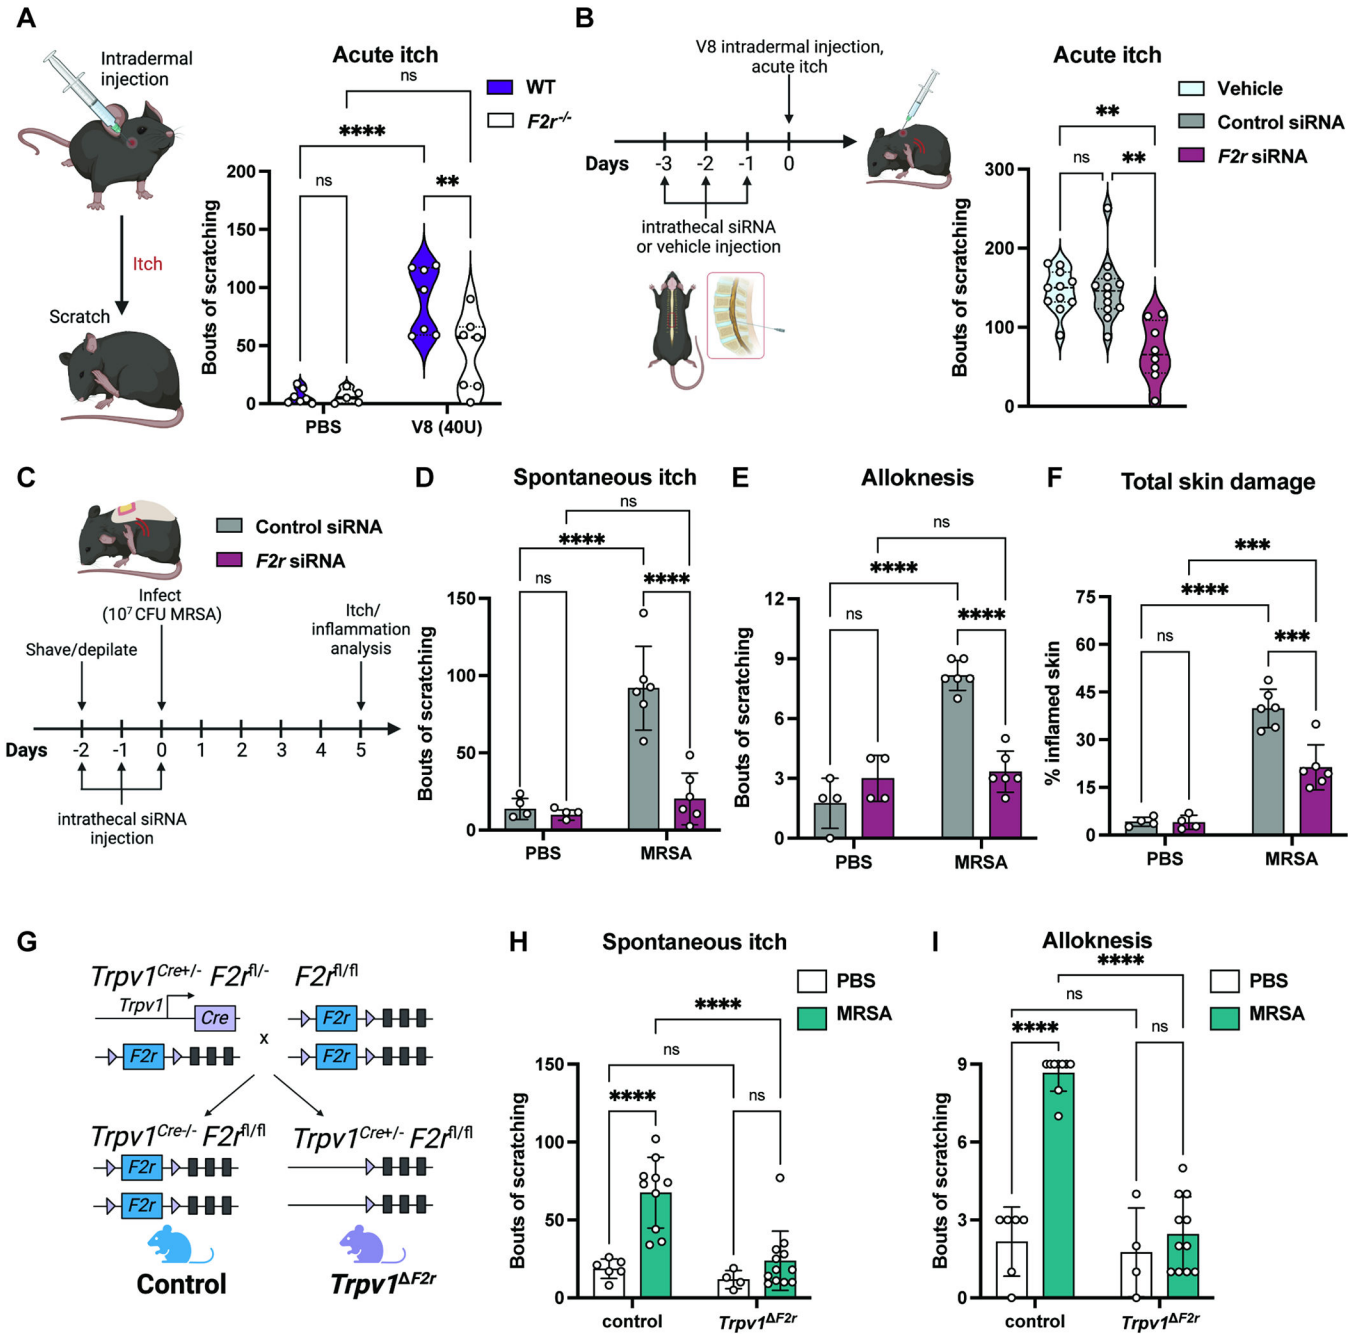 A
Intradermal
injection
Itch
Scratch
Acute itch
ns
WT
F2r-/-
****
ns
**
Bouts of scratching
200
150
100
50
0
PBS
V8 (40U)
B
V8 intradermal injection,
acute itch
Days
-3
-2
-1
0
intrathecal siRNA
or vehicle injection
Acute itch
Vehicle
Control siRNA
F2r siRNA
**
ns
**
Bouts of scratching
300
200
100
0
C
Control siRNA
F2r siRNA
Infect
(10⁷ CFU MRSA)
Shave/depilate
Itch/
inflammation
analysis
Days
-2
-1
0
1
2
3
4
5
intrathecal siRNA
injection
D
Spontaneous itch
ns
****
ns
****
Bouts of scratching
150
100
50
0
PBS
MRSA
E
Alloknesis
ns
****
ns
****
Bouts of scratching
12
9
6
3
0
PBS
MRSA
F
Total skin damage
***
****
ns
***
% inflamed skin
75
60
45
30
15
0
PBS
MRSA
G
Trpv1Cre+/- F2rfl/-
F2rfl/fl
Trpv1
Cre
F2r
F2r
F2r
x
Trpv1Cre-/- F2rfl/fl
Trpv1Cre+/- F2rfl/fl
F2r
F2r
Control
Trpv1ΔF2r
H
Spontaneous itch
PBS
MRSA
****
ns
****
ns
Bouts of scratching
150
100
50
0
control
Trpv1ΔF2r
I
Alloknesis
PBS
MRSA
****
ns
****
ns
Bouts of scratching
9
6
3
0
control
Trpv1ΔF2r